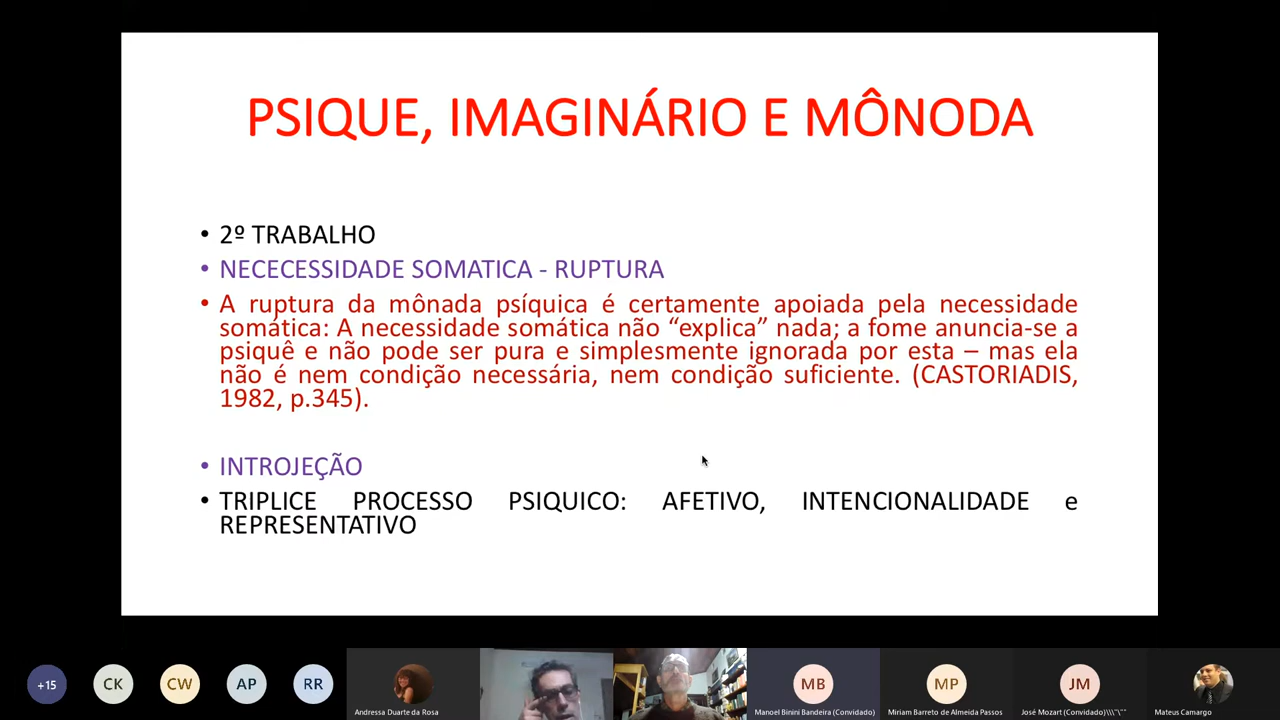 PSIQUE, IMAGINÁRIO E MÔNODA
• 2º TRABALHO
• NECECESSIDADE SOMATICA - RUPTURA
• A ruptura da mônada psíquica é certamente apoiada pela necessidade
somática: A necessidade somática não “explica” nada; a fome anuncia-se a
psiquê e não pode ser pura e simplesmente ignorada por esta – mas ela
não é nem condição necessária, nem condição suficiente. (CASTORIADIS,
1982, p.345).
• INTROJEÇÃO
• TRIPLICE PROCESSO PSIQUICO: AFETIVO, INTENCIONALIDADE e
REPRESENTATIVO
+15 CK CW AP RR MB MP JM
Andressa Duarte da Rosa Manoel Binini Bandeira (Convidado) Miriam Barreto de Almeida Passos José Mozart (Convidado)\\\"\"" Mateus Camargo